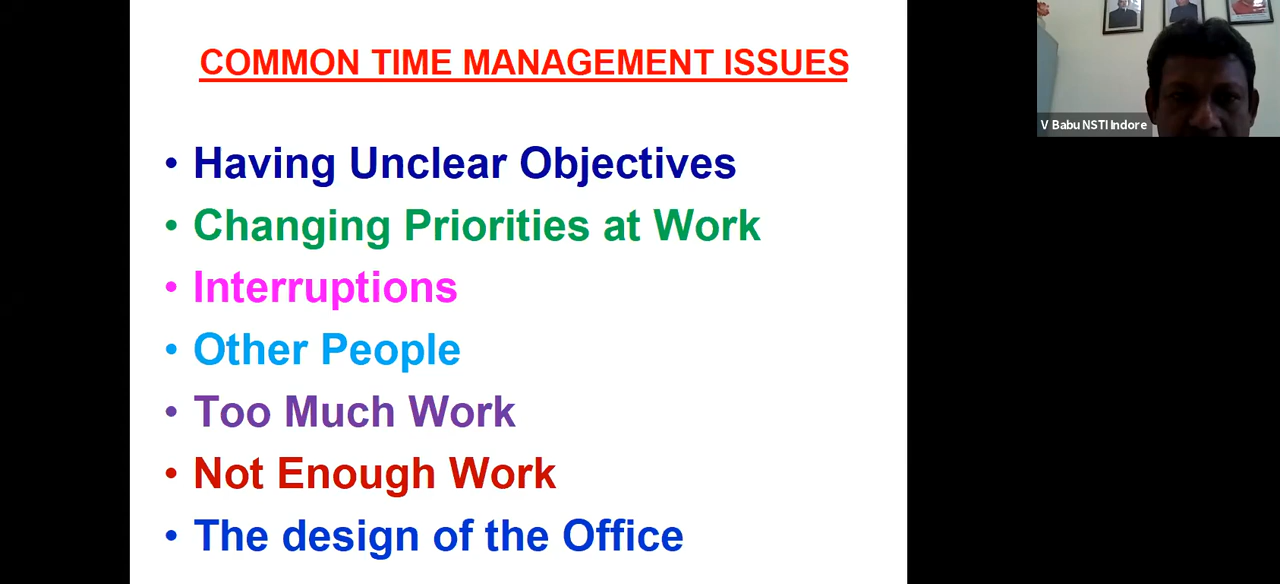 COMMON TIME MANAGEMENT ISSUES
• Having Unclear Objectives
• Changing Priorities at Work
• Interruptions
• Other People
• Too Much Work
• Not Enough Work
• The design of the Office
V Babu NSTI Indore